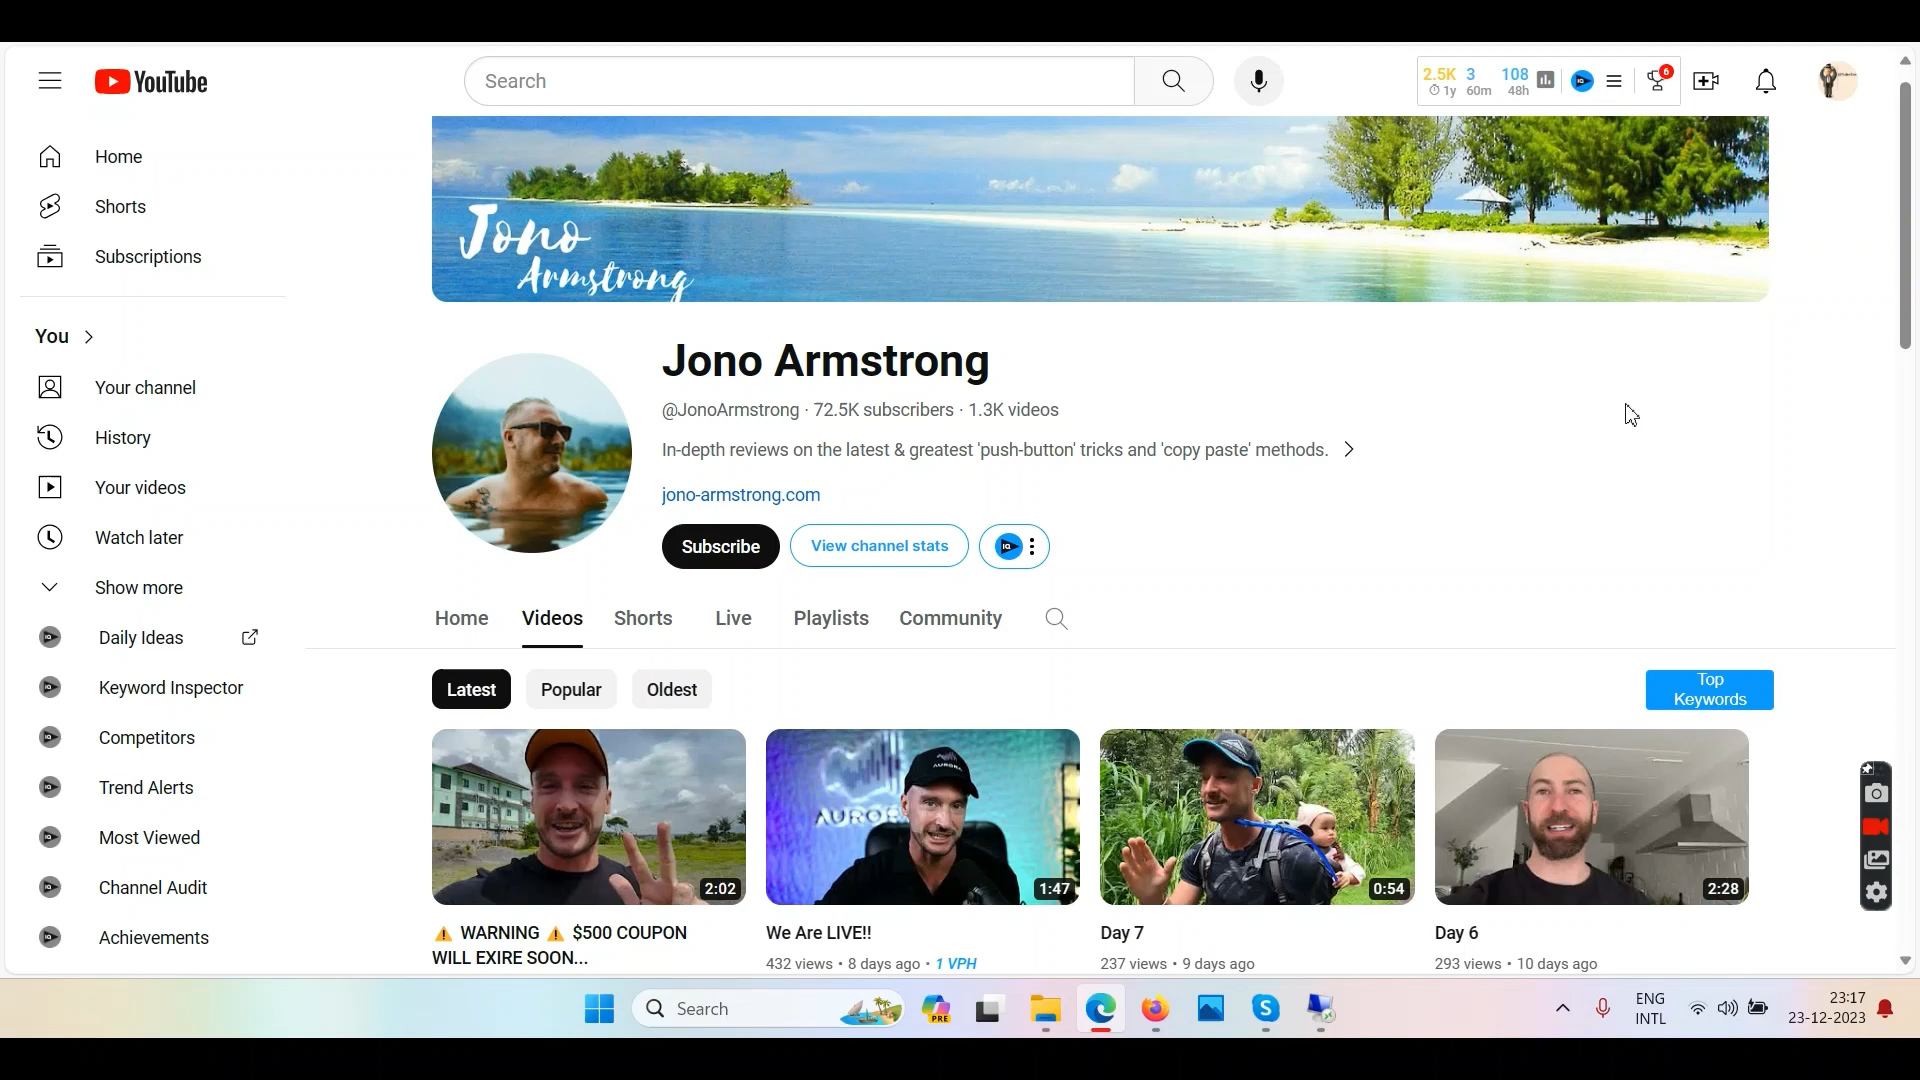 YouTube
Search
2.5K 3 108
1y 60m 48h
6
Home
Shorts
Subscriptions
You
Your channel
History
Your videos
Watch later
Show more
Daily Ideas
Keyword Inspector
Competitors
Trend Alerts
Most Viewed
Channel Audit
Achievements
Jono
Armstrong
Jono Armstrong
@JonoArmstrong · 72.5K subscribers · 1.3K videos
In-depth reviews on the latest & greatest 'push-button' tricks and 'copy paste' methods.
jono-armstrong.com
Subscribe
View channel stats
Home Videos Shorts Live Playlists Community
Latest Popular Oldest
Top
Keywords
AURORA
AURO
2:02
1:47
0:54
2:28
⚠ WARNING ⚠ $500 COUPON
WILL EXIRE SOON...
We Are LIVE!!
432 views • 8 days ago • 1 VPH
Day 7
237 views • 9 days ago
Day 6
293 views • 10 days ago
Search
PRE
ENG
INTL
23:17
23-12-2023